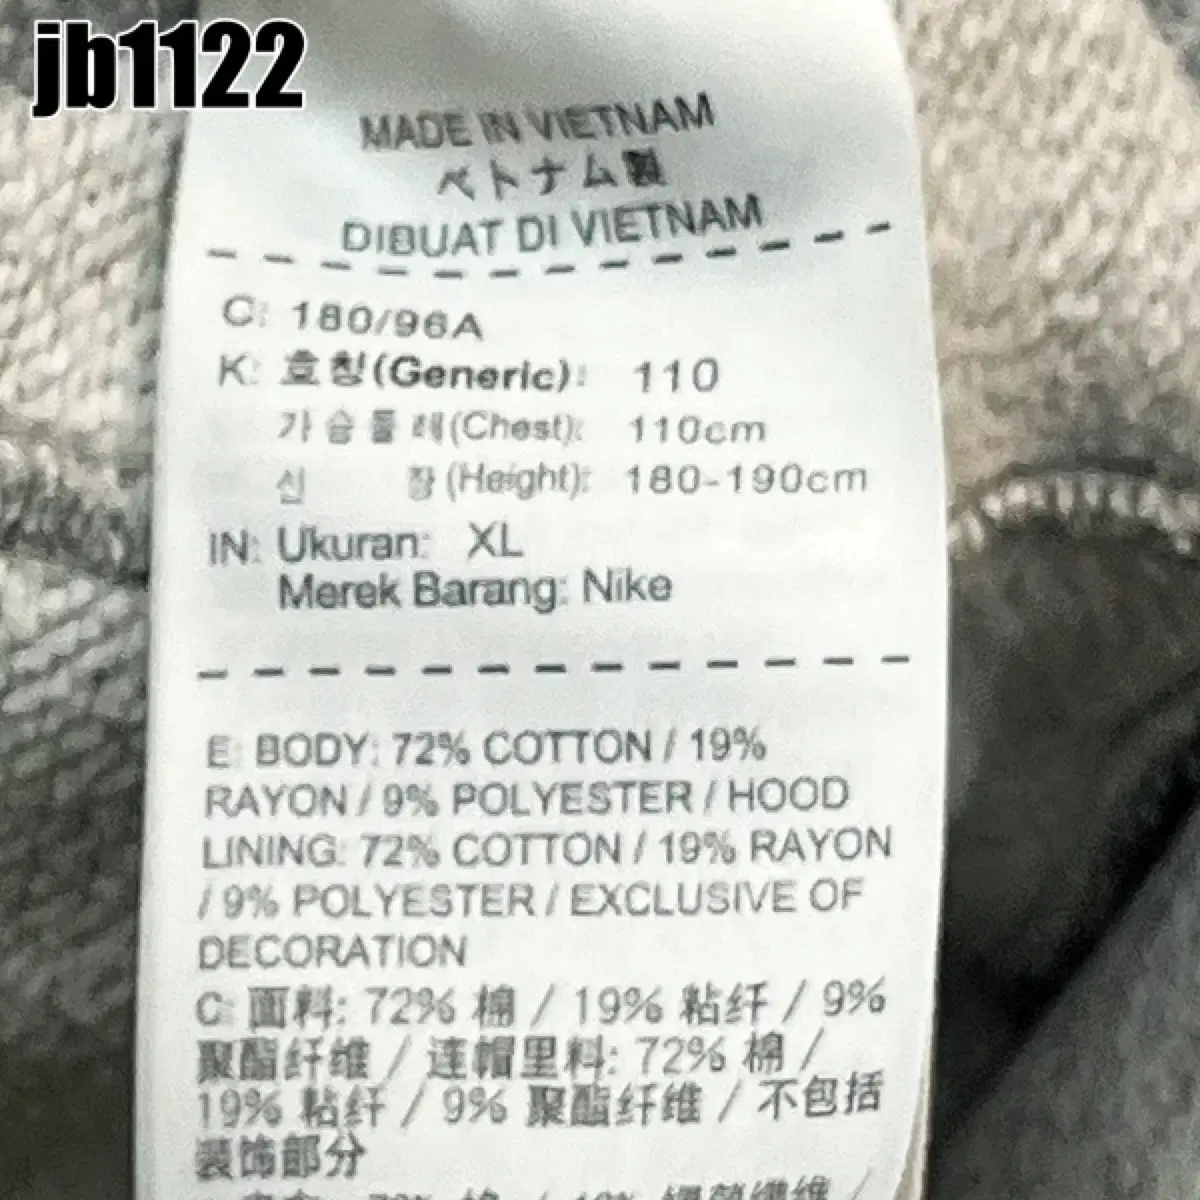 jb1122
MADE IN VIETNAM
ベトナム製
DIBUAT DI VIETNAM
C: 180/96A
K: 호칭(Generic): 110
가슴둘레(Chest): 110cm
신 장(Height): 180-190cm
IN: Ukuran: XL
Merek Barang: Nike
E: BODY: 72% COTTON / 19%
RAYON / 9% POLYESTER / HOOD
LINING: 72% COTTON / 19% RAYON
/ 9% POLYESTER / EXCLUSIVE OF
DECORATION
C: 面料: 72% 棉 / 19% 粘纤 / 9%
聚酯纤维 / 连帽里料: 72% 棉 /
19% 粘纤 / 9% 聚酯纤维 / 不包括
装饰部分